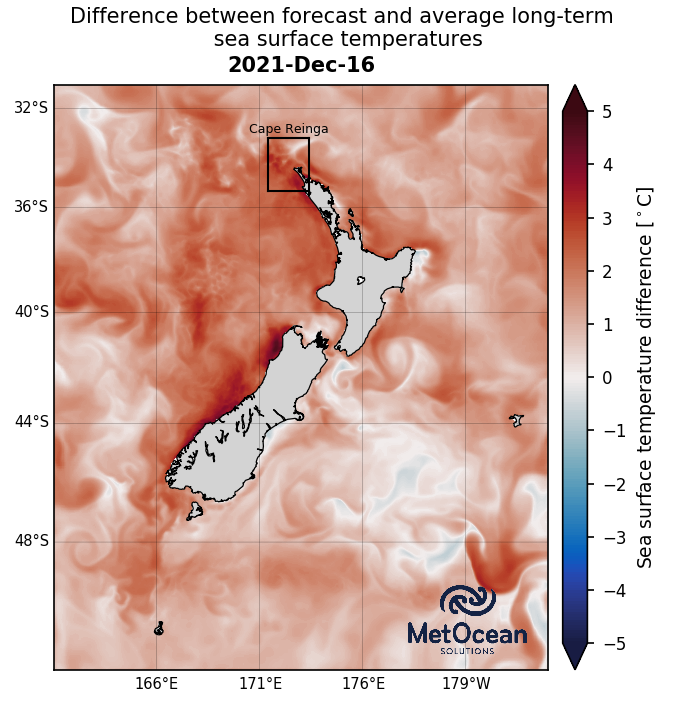 Difference between forecast and average long-term
sea surface temperatures
2021-Dec-16
Cape Reinga
32°S
36°S
40°S
44°S
48°S
166°E
171°E
176°E
179°W
5
4
3
2
1
0
−1
−2
−3
−4
−5
Sea surface temperature difference [°C]
MetOcean
SOLUTIONS